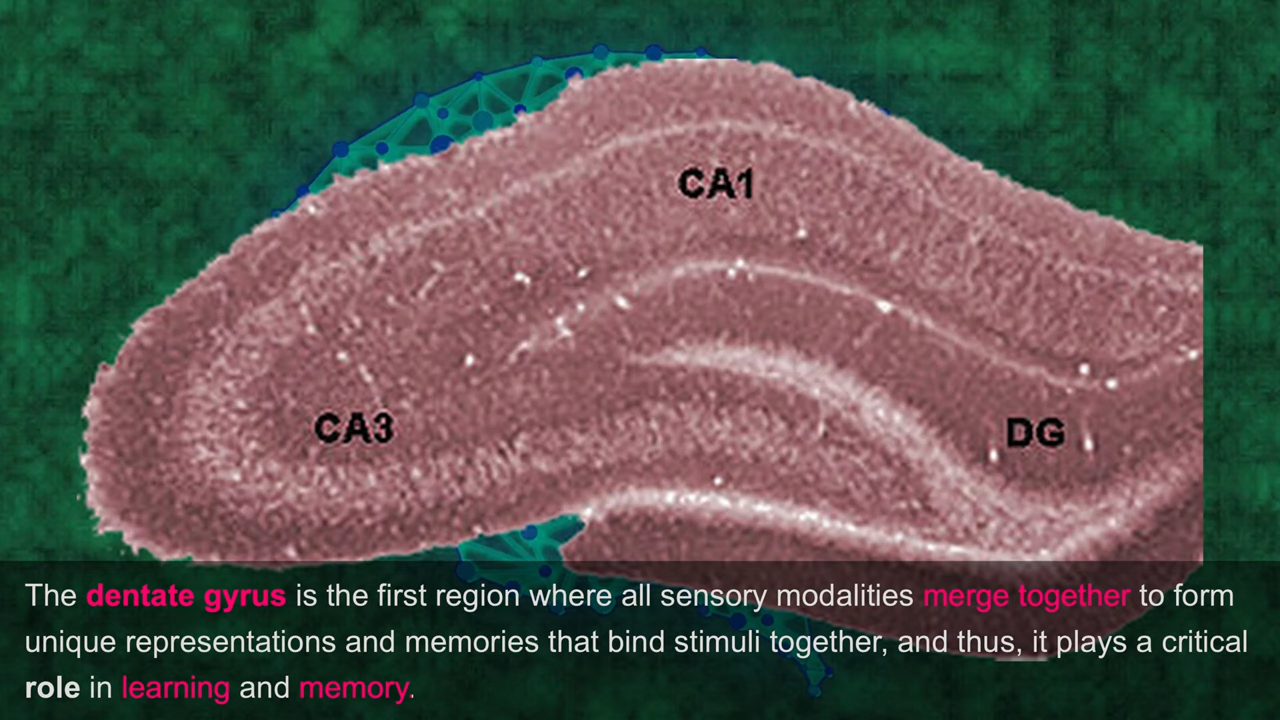 CA1
CA3
DG
The dentate gyrus is the first region where all sensory modalities merge together to form
unique representations and memories that bind stimuli together, and thus, it plays a critical
role in learning and memory.